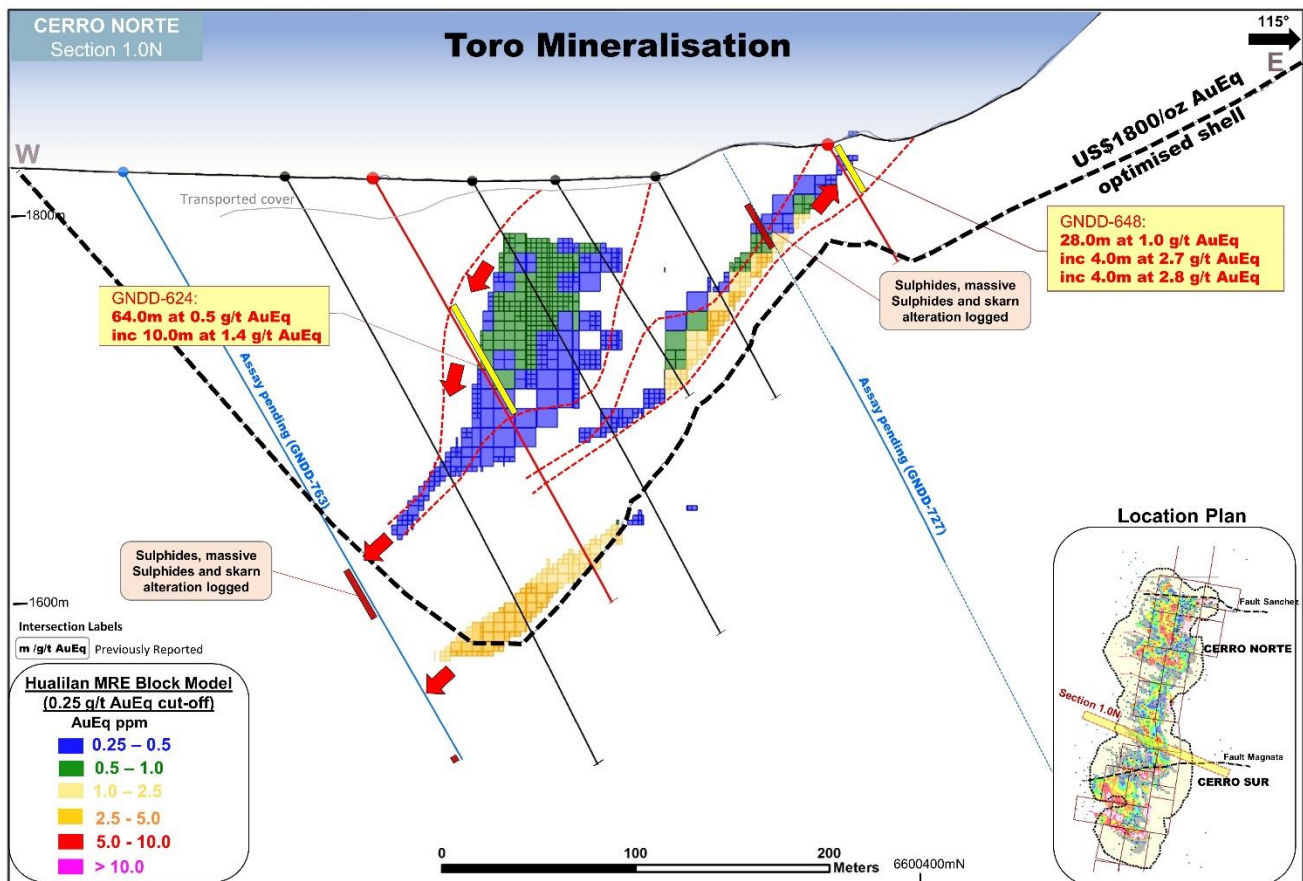 CERRO NORTE
Section 1.0N
Toro Mineralisation
115°
E
W
US$1800/oz AuEq
optimised shell
Transported cover
1800m
GNDD-648:
28.0m at 1.0 g/t AuEq
inc 4.0m at 2.7 g/t AuEq
inc 4.0m at 2.8 g/t AuEq
Sulphides, massive
Sulphides and skarn
alteration logged
GNDD-624:
64.0m at 0.5 g/t AuEq
inc 10.0m at 1.4 g/t AuEq
Assay pending (GNDD-763)
Assay pending (GNDD-727)
Sulphides, massive
Sulphides and skarn
alteration logged
1600m
Intersection Labels
m /g/t AuEq Previously Reported
Hualilan MRE Block Model
(0.25 g/t AuEq cut-off)
AuEq ppm
0.25 – 0.5
0.5 – 1.0
1.0 – 2.5
2.5 - 5.0
5.0 - 10.0
> 10.0
0 100 200
Meters
6600400mN
Location Plan
Fault Sanchez
CERRO NORTE
Section 1.0N
Fault Magnata
CERRO SUR